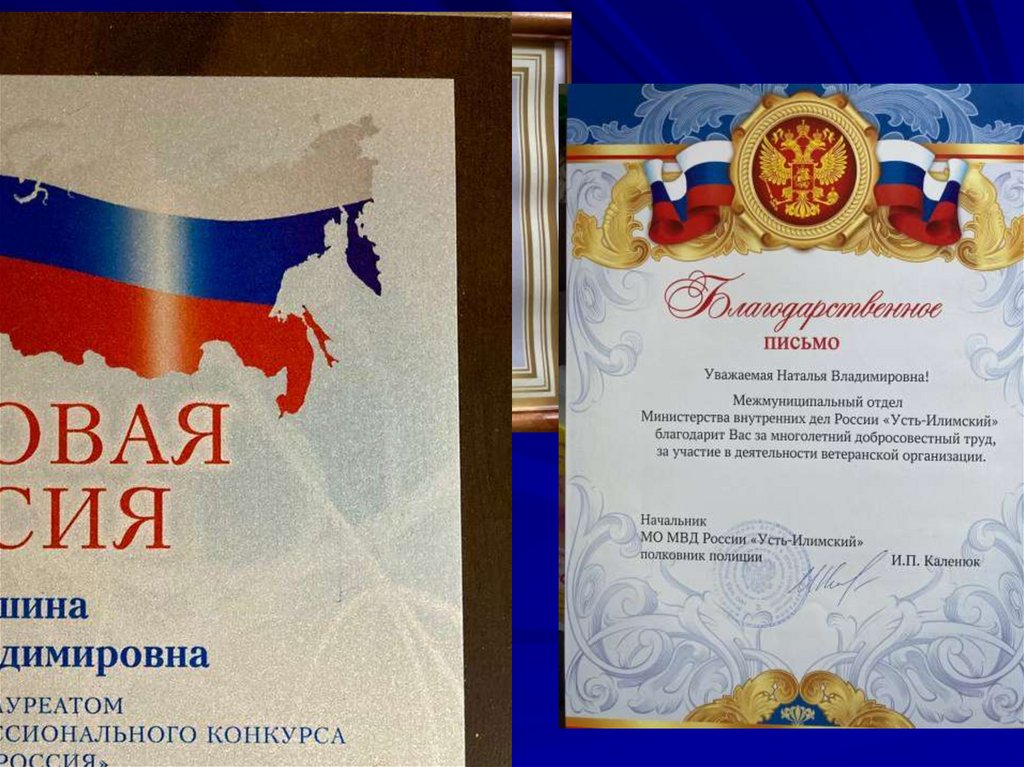 ОВАЯ
СИЯ
шина
димировна
АУРЕАТОМ
ССИОНАЛЬНОГО КОНКУРСА
РОССИЯ»
Благодарственное
письмо
Уважаемая Наталья Владимировна!
Межмуниципальный отдел
Министерства внутренних дел России «Усть-Илимский»
благодарит Вас за многолетний добросовестный труд,
за участие в деятельности ветеранской организации.
Начальник
МО МВД России «Усть-Илимский»
полковник полиции
И.П. Каленюк